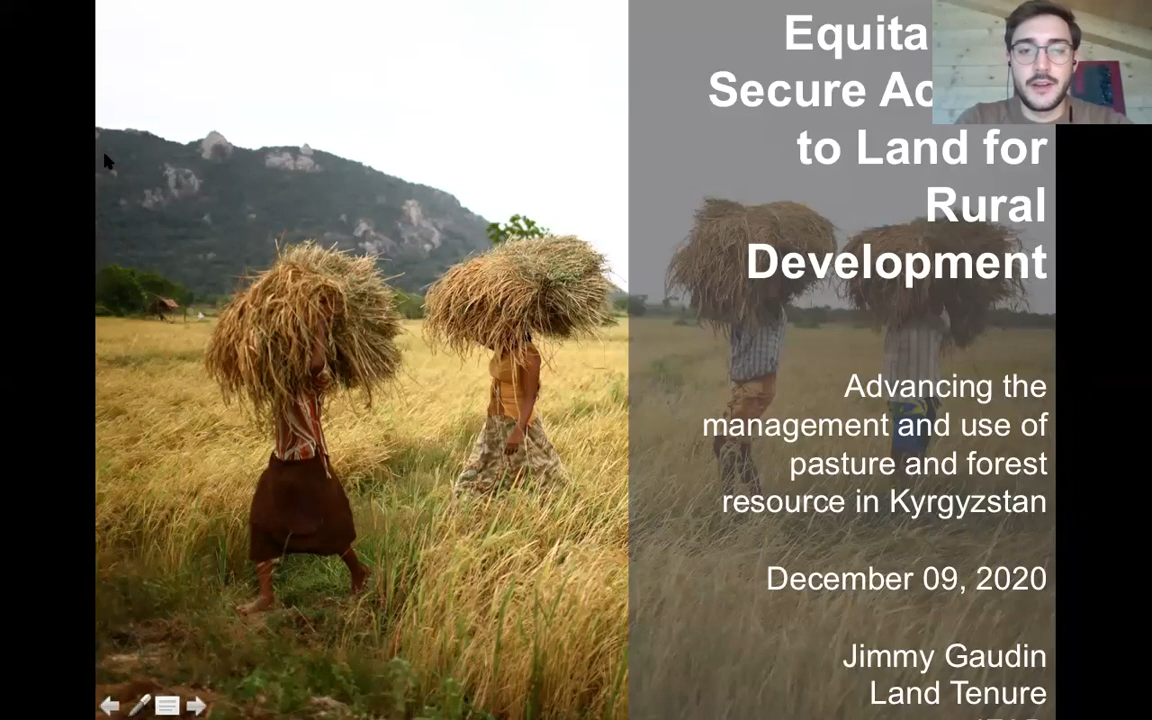 Equita
Secure Ac
to Land for
Rural
Development
Advancing the
management and use of
pasture and forest
resource in Kyrgyzstan
December 09, 2020
Jimmy Gaudin
Land Tenure